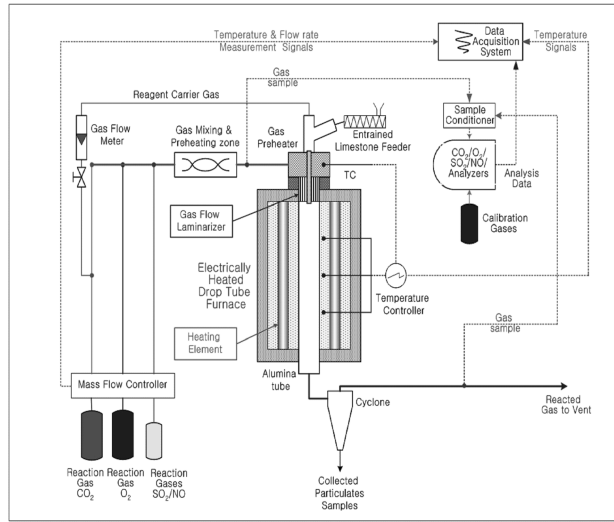 Temperature & Flow rate
Measurement Signals
Data
Acquisition
System
Temperature
Signals
Gas
sample
Reagent Carrier Gas
Gas Flow
Meter
Gas Mixing &
Preheating zone
Gas
Preheater
Entrained
Limestone Feeder
Sample
Conditioner
TC
CO2/O2/
SO2/NO/
Analyzers
Analysis
Data
Gas Flow
Laminarizer
Calibration
Gases
Electrically
Heated
Drop Tube
Furnace
Temperature
Controller
Gas
sample
Heating
Element
Alumina
tube
Mass Flow Controller
Cyclone
Reacted
Gas to Vent
Reaction
Gas
CO2
Reaction
Gas
O2
Reaction
Gases
SO2/NO
Collected
Particulates
Samples